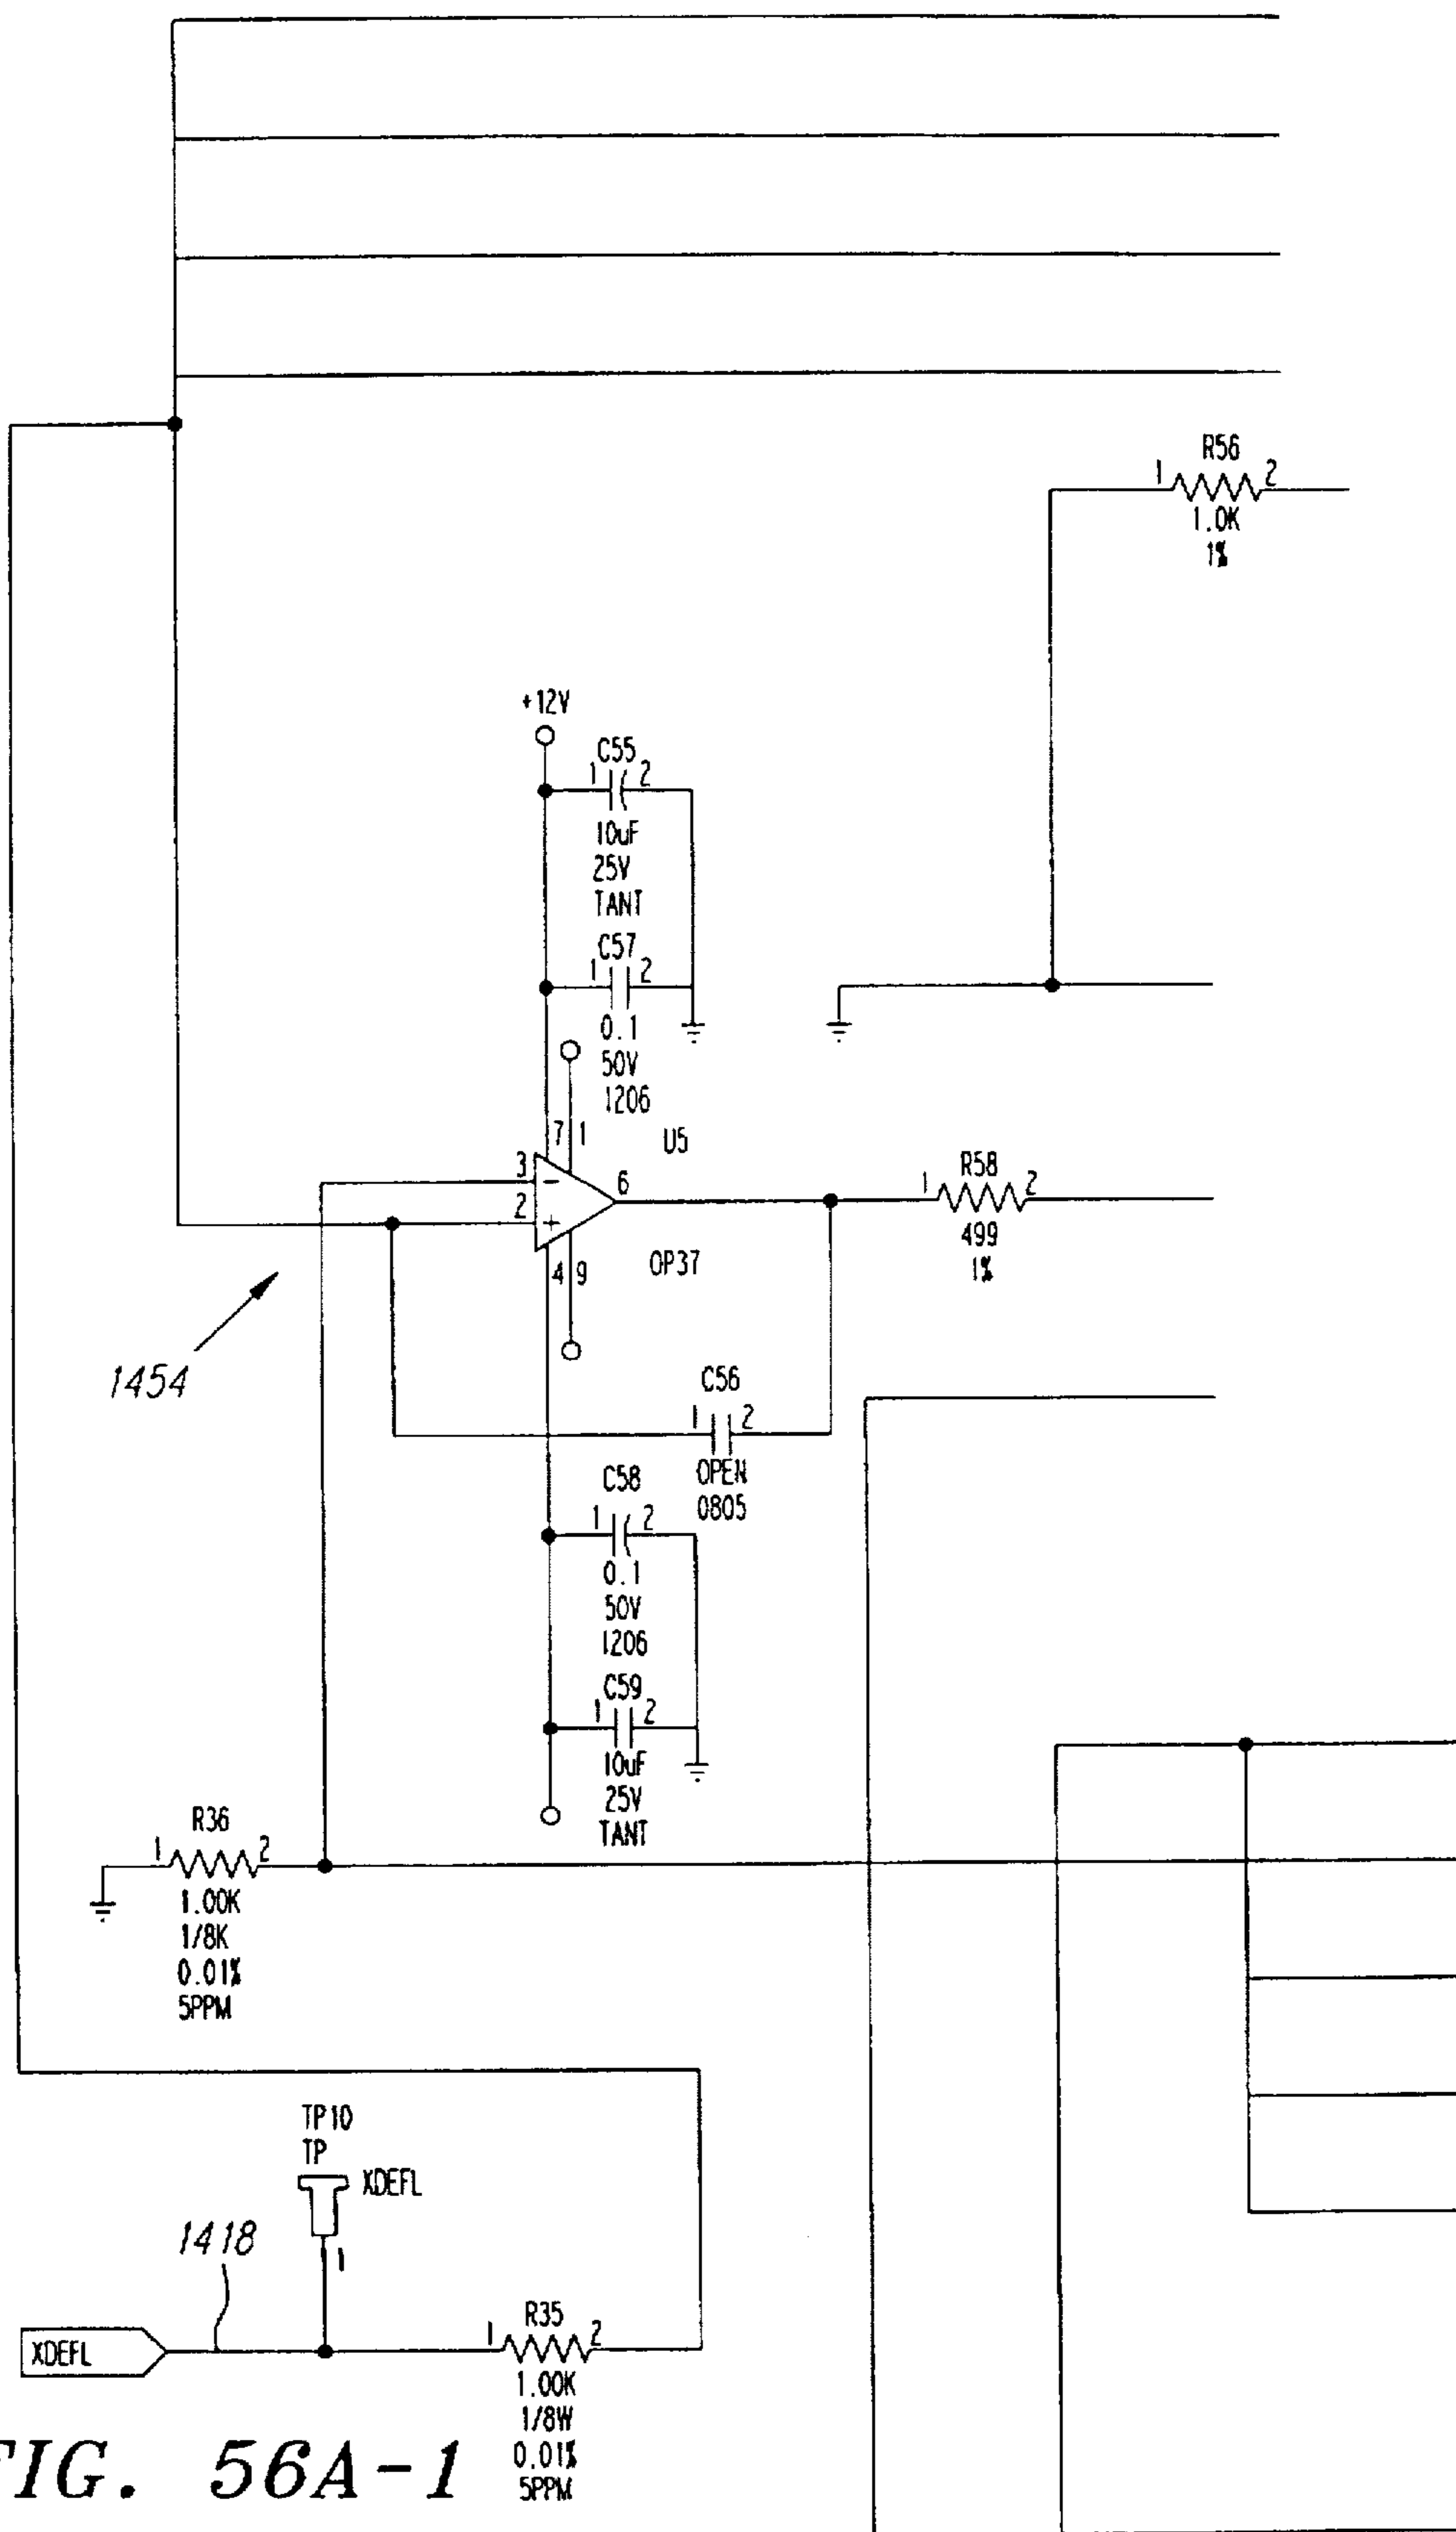 R56
1 2
1.0K
1%
+12V
C55
1 2
10uF
25V
TANT
C57
1 2
0.1
50V
1206
7 1
U5
3 -
2 +
6
4 9
OP37
R58
1 2
499
1%
1454
C56
1 2
OPEN
0805
C58
1 2
0.1
50V
1206
C59
1 2
10uF
25V
TANT
R36
1 2
1.00K
1/8K
0.01%
5PPM
TP10
TP
XDEFL
1
1418
XDEFL
R35
1 2
1.00K
1/8W
0.01%
5PPM
FIG. 56A-1